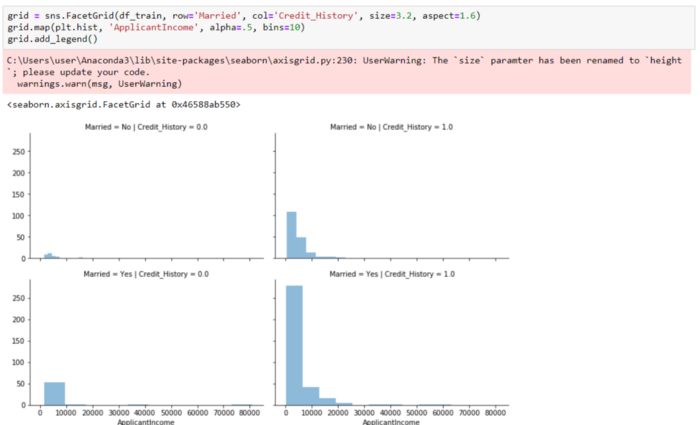 grid = sns.FacetGrid(df_train, row='Married', col='Credit_History', size=3.2, aspect=1.6)
grid.map(plt.hist, 'ApplicantIncome', alpha=.5, bins=10)
grid.add_legend()
C:\Users\user\Anaconda3\lib\site-packages\seaborn\axisgrid.py:230: UserWarning: The `size` paramter has been renamed to `height
`; please update your code.
warnings.warn(msg, UserWarning)
<seaborn.axisgrid.FacetGrid at 0x46588ab550>
Married = No | Credit_History = 0.0
Married = No | Credit_History = 1.0
250
200
150
100
50
0
Married = Yes | Credit_History = 0.0
Married = Yes | Credit_History = 1.0
250
200
150
100
50
0
0 10000 20000 30000 40000 50000 60000 70000 80000
0 10000 20000 30000 40000 50000 60000 70000 80000
ApplicantIncome
ApplicantIncome